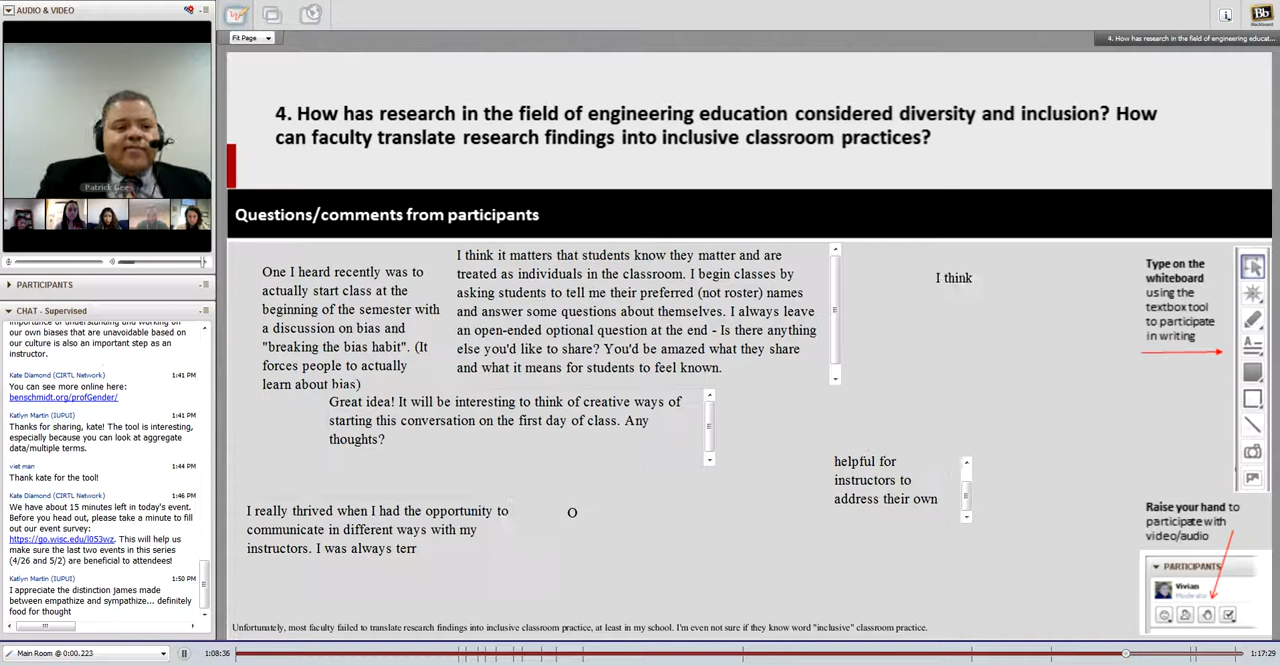 AUDIO & VIDEO
Patrick Gee
PARTICIPANTS
CHAT - Supervised
importance of understanding and working on
our own biases that are unavoidable based on
our culture is also an important step as an
instructor.
Kate Diamond (CIRTL Network) 1:41 PM
You can see more online here:
benschmidt.org/profGender/
Katlyn Martin (IUPUI) 1:41 PM
Thanks for sharing, kate! The tool is interesting,
especially because you can look at aggregate
data/multiple terms.
viet man 1:44 PM
Thank kate for the tool!
Kate Diamond (CIRTL Network) 1:46 PM
We have about 15 minutes left in today's event.
Before you head out, please take a minute to fill
out our event survey:
https://go.wisc.edu/l053wz. This will help us
make sure the last two events in this series
(4/26 and 5/2) are beneficial to attendees!
Katlyn Martin (IUPUI) 1:50 PM
I appreciate the distinction james made
between empathize and sympathize... definitely
food for thought
Main Room @ 0:00.223
Fit Page
Bb
Blackboard
4. How has research in the field of engineering educat...
4. How has research in the field of engineering education considered diversity and inclusion? How
can faculty translate research findings into inclusive classroom practices?
Questions/comments from participants
One I heard recently was to
actually start class at the
beginning of the semester with
a discussion on bias and
"breaking the bias habit". (It
forces people to actually
learn about bias)
I think it matters that students know they matter and are
treated as individuals in the classroom. I begin classes by
asking students to tell me their preferred (not roster) names
and answer some questions about themselves. I always leave
an open-ended optional question at the end - Is there anything
else you'd like to share? You'd be amazed what they share
and what it means for students to feel known.
I think
Great idea! It will be interesting to think of creative ways of
starting this conversation on the first day of class. Any
thoughts?
helpful for
instructors to
address their own
I really thrived when I had the opportunity to
communicate in different ways with my
instructors. I was always terr
O
Unfortunately, most faculty failed to translate research findings into inclusive classroom practice, at least in my school. I'm even not sure if they know word "inclusive" classroom practice.
Type on the
whiteboard
using the
textbox tool
to participate
in writing
Raise your hand to
participate with
video/audio
PARTICIPANTS
Vivian
Moderator
1:08:36
1:17:29